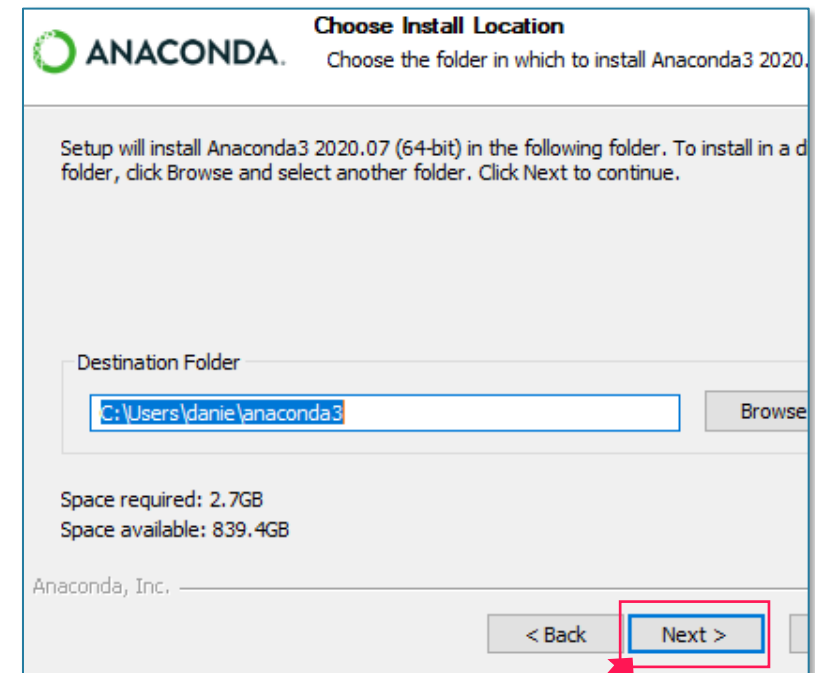 Choose Install Location
ANACONDA.
Choose the folder in which to install Anaconda3 2020.
Setup will install Anaconda3 2020.07 (64-bit) in the following folder. To install in a d
folder, click Browse and select another folder. Click Next to continue.
Destination Folder
C:\Users\danie\anaconda3
Browse
Space required: 2.7GB
Space available: 839.4GB
Anaconda, Inc.
< Back
Next >